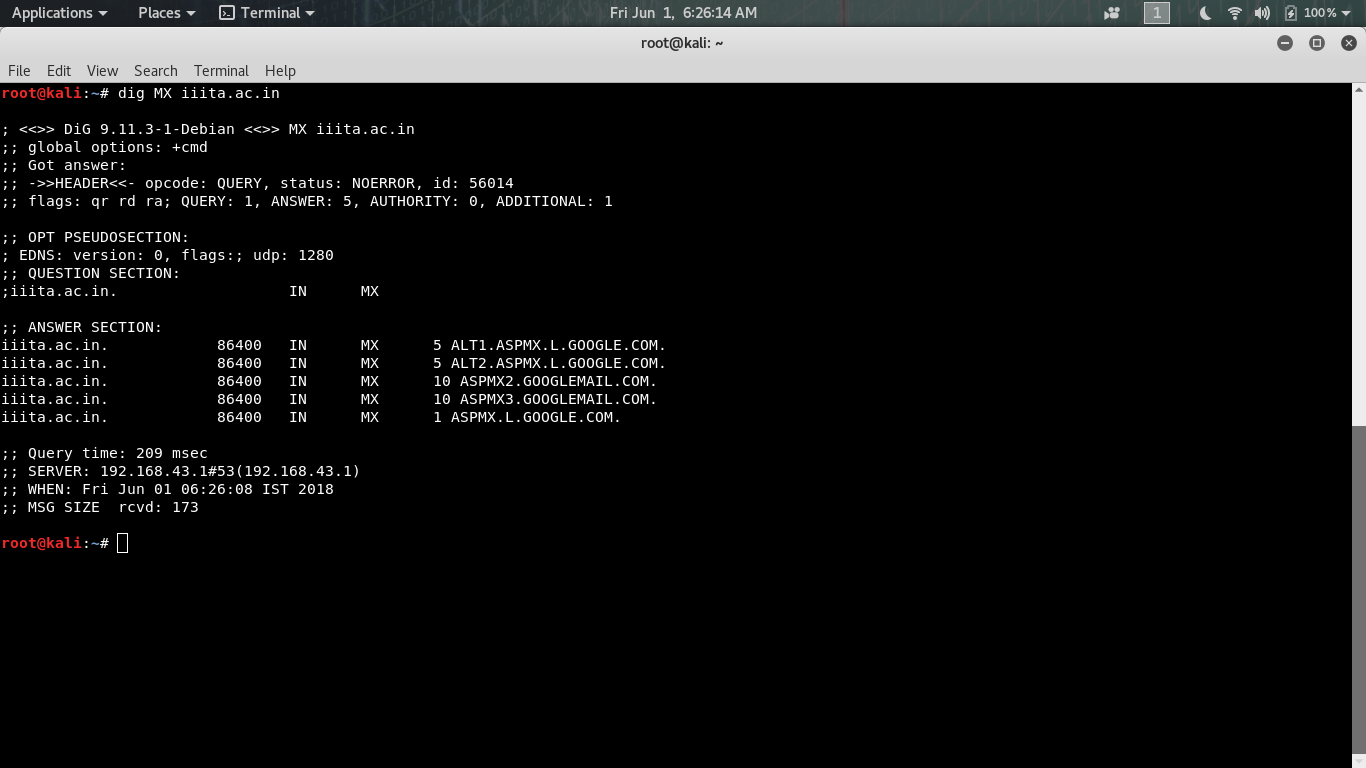 Applications Places Terminal Fri Jun 1, 6:26:14 AM 1 100%
root@kali: ~
File Edit View Search Terminal Help
root@kali:~# dig MX iiita.ac.in
; <<>> DiG 9.11.3-1-Debian <<>> MX iiita.ac.in
;; global options: +cmd
;; Got answer:
;; ->>HEADER<<- opcode: QUERY, status: NOERROR, id: 56014
;; flags: qr rd ra; QUERY: 1, ANSWER: 5, AUTHORITY: 0, ADDITIONAL: 1
;; OPT PSEUDOSECTION:
; EDNS: version: 0, flags:; udp: 1280
;; QUESTION SECTION:
;iiita.ac.in. IN MX
;; ANSWER SECTION:
iiita.ac.in. 86400 IN MX 5 ALT1.ASPMX.L.GOOGLE.COM.
iiita.ac.in. 86400 IN MX 5 ALT2.ASPMX.L.GOOGLE.COM.
iiita.ac.in. 86400 IN MX 10 ASPMX2.GOOGLEMAIL.COM.
iiita.ac.in. 86400 IN MX 10 ASPMX3.GOOGLEMAIL.COM.
iiita.ac.in. 86400 IN MX 1 ASPMX.L.GOOGLE.COM.
;; Query time: 209 msec
;; SERVER: 192.168.43.1#53(192.168.43.1)
;; WHEN: Fri Jun 01 06:26:08 IST 2018
;; MSG SIZE rcvd: 173
root@kali:~#